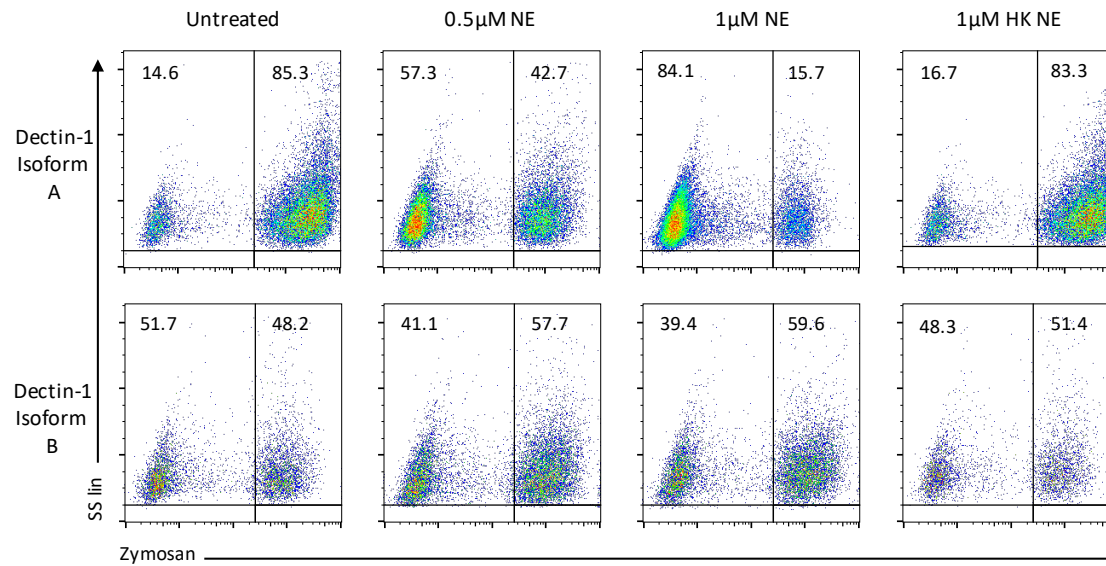 Untreated
0.5µM NE
1µM NE
1µM HK NE
Dectin-1
Isoform
A
14.6
85.3
57.3
42.7
84.1
15.7
16.7
83.3
Dectin-1
Isoform
B
51.7
48.2
41.1
57.7
39.4
59.6
48.3
51.4
SS lin
Zymosan